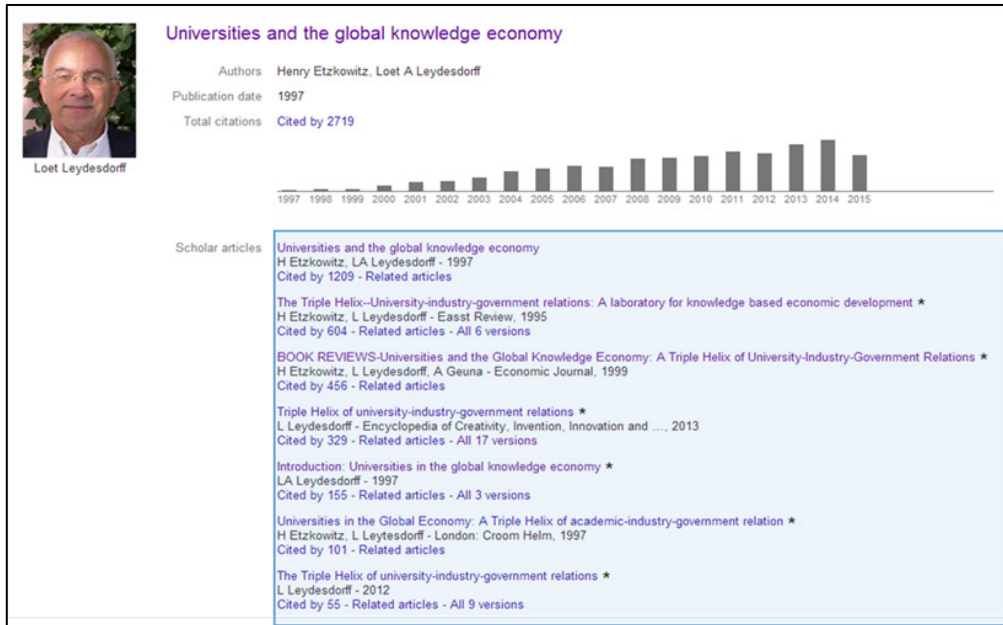 Universities and the global knowledge economy
Authors Henry Etzkowitz, Loet A Leydesdorff
Publication date 1997
Total citations Cited by 2719
Loet Leydesdorff
1997 1998 1999 2000 2001 2002 2003 2004 2005 2006 2007 2008 2009 2010 2011 2012 2013 2014 2015
Scholar articles Universities and the global knowledge economy
H Etzkowitz, LA Leydesdorff - 1997
Cited by 1209 - Related articles
The Triple Helix--University-industry-government relations: A laboratory for knowledge based economic development *
H Etzkowitz, L Leydesdorff - Easst Review, 1995
Cited by 604 - Related articles - All 6 versions
BOOK REVIEWS-Universities and the Global Knowledge Economy: A Triple Helix of University-Industry-Government Relations *
H Etzkowitz, L Leydesdorff, A Geuna - Economic Journal, 1999
Cited by 456 - Related articles
Triple Helix of university-industry-government relations *
L Leydesdorff - Encyclopedia of Creativity, Invention, Innovation and ..., 2013
Cited by 329 - Related articles - All 17 versions
Introduction: Universities in the global knowledge economy *
LA Leydesdorff - 1997
Cited by 155 - Related articles - All 3 versions
Universities in the Global Economy: A Triple Helix of academic-industry-government relation *
H Etzkowitz, L Leytesdorff - London: Croom Helm, 1997
Cited by 101 - Related articles
The Triple Helix of university-industry-government relations *
L Leydesdorff - 2012
Cited by 55 - Related articles - All 9 versions